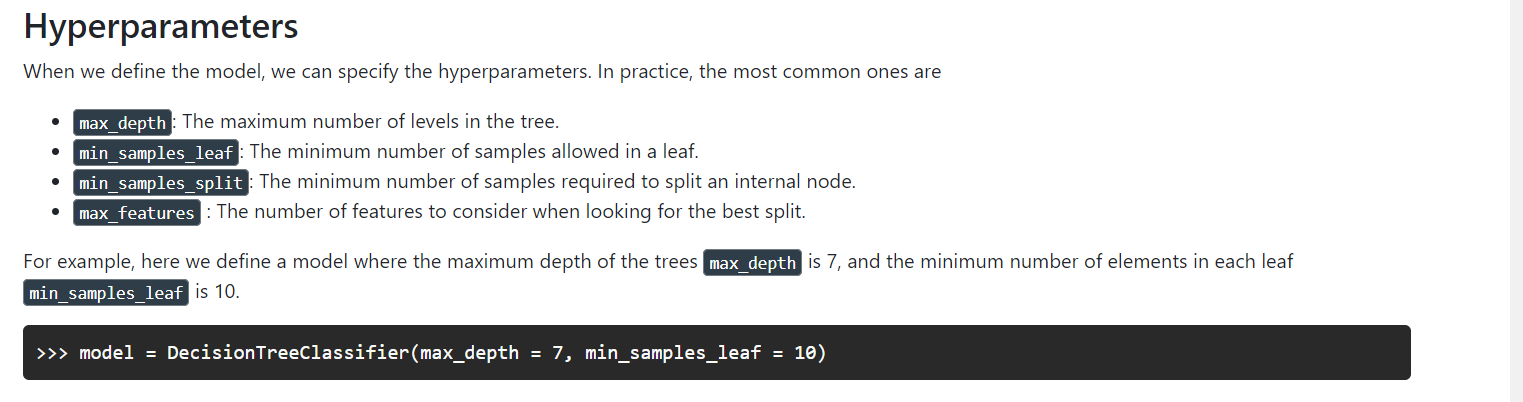 Hyperparameters
When we define the model, we can specify the hyperparameters. In practice, the most common ones are
• max_depth: The maximum number of levels in the tree.
• min_samples_leaf: The minimum number of samples allowed in a leaf.
• min_samples_split: The minimum number of samples required to split an internal node.
• max_features : The number of features to consider when looking for the best split.
For example, here we define a model where the maximum depth of the trees max_depth is 7, and the minimum number of elements in each leaf
min_samples_leaf is 10.
>>> model = DecisionTreeClassifier(max_depth = 7, min_samples_leaf = 10)